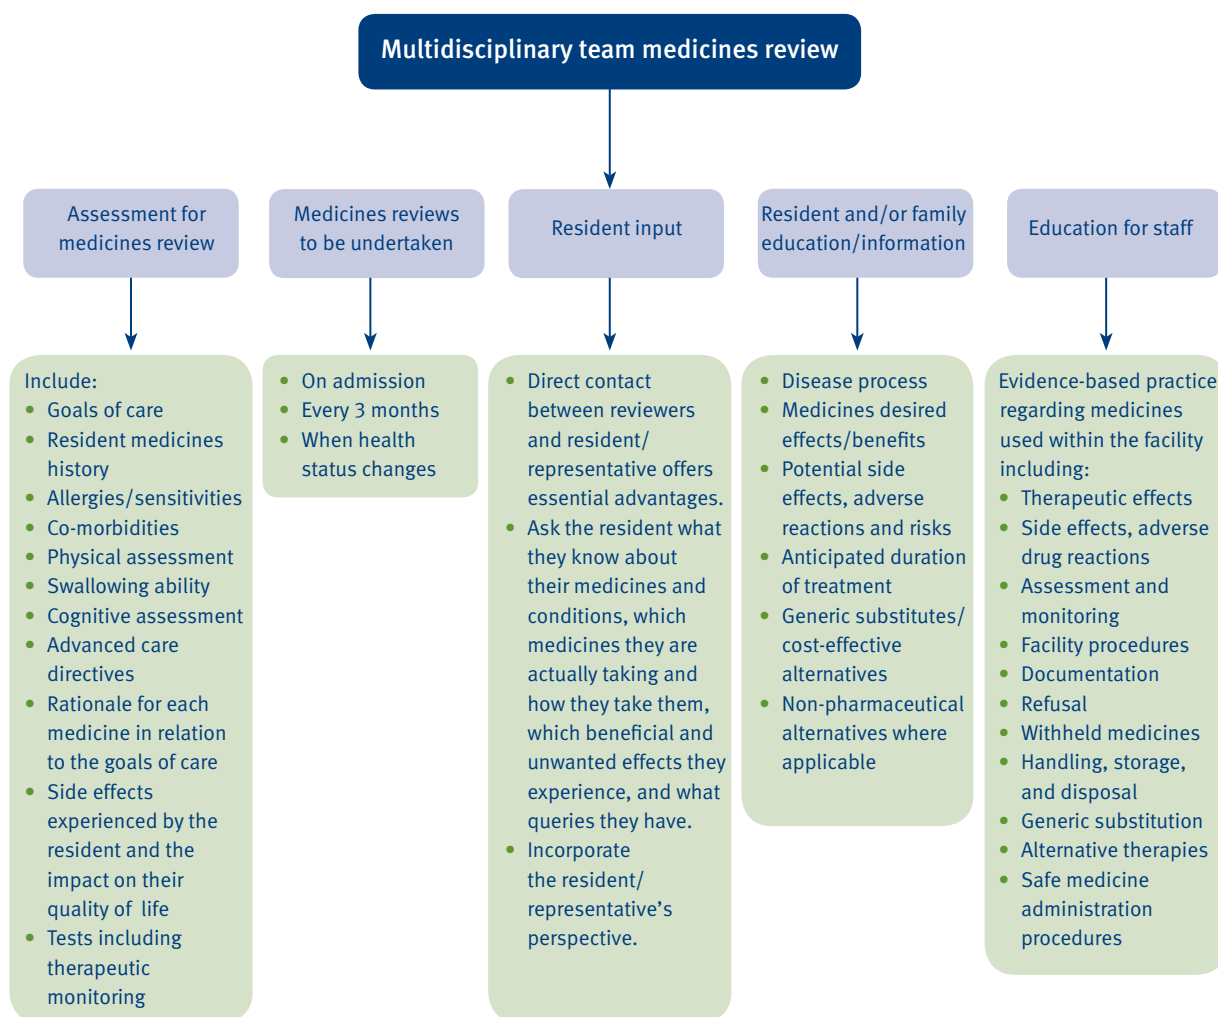 Multidisciplinary team medicines review
Assessment for
medicines review
Medicines reviews
to be undertaken
Resident input
Resident and/or family
education/information
Education for staff
Include:
• Goals of care
• Resident medicines
history
• Allergies/sensitivities
• Co-morbidities
• Physical assessment
• Swallowing ability
• Cognitive assessment
• Advanced care
directives
• Rationale for each
medicine in relation
to the goals of care
• Side effects
experienced by the
resident and the
impact on their
quality of life
• Tests including
therapeutic
monitoring
• On admission
• Every 3 months
• When health
status changes
• Direct contact
between reviewers
and resident/
representative offers
essential advantages.
• Ask the resident what
they know about
their medicines and
conditions, which
medicines they are
actually taking and
how they take them,
which beneficial and
unwanted effects they
experience, and what
queries they have.
• Incorporate
the resident/
representative’s
perspective.
• Disease process
• Medicines desired
effects/benefits
• Potential side
effects, adverse
reactions and risks
• Anticipated duration
of treatment
• Generic substitutes/
cost-effective
alternatives
• Non-pharmaceutical
alternatives where
applicable
Evidence-based practice
regarding medicines
used within the facility
including:
• Therapeutic effects
• Side effects, adverse
drug reactions
• Assessment and
monitoring
• Facility procedures
• Documentation
• Refusal
• Withheld medicines
• Handling, storage,
and disposal
• Generic substitution
• Alternative therapies
• Safe medicine
administration
procedures